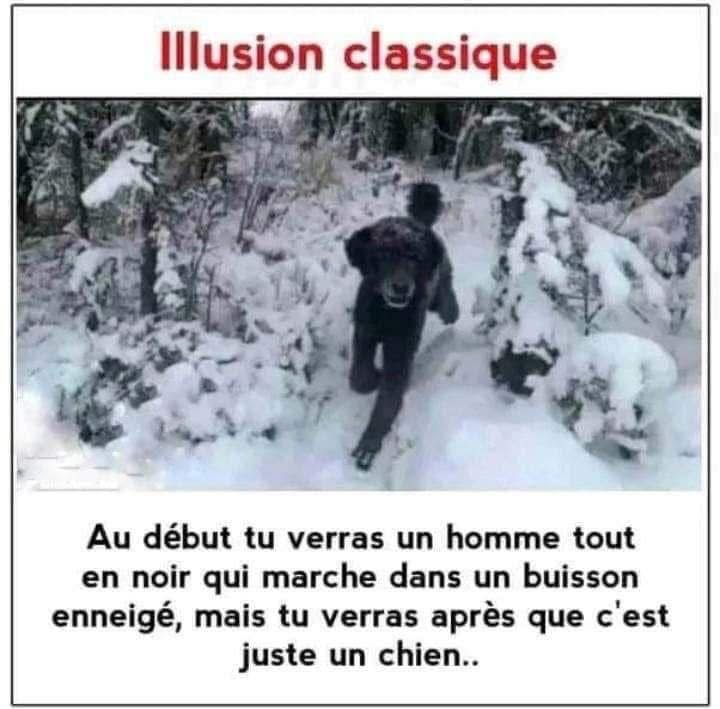 Illusion classique
Au début tu verras un homme tout
en noir qui marche dans un buisson
enneigé, mais tu verras après que c'est
juste un chien..